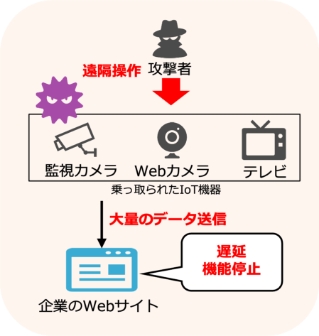 遠隔操作 攻撃者
監視カメラ Webカメラ テレビ
乗っ取られたIoT機器
大量のデータ送信
遅延
機能停止
企業のWebサイト